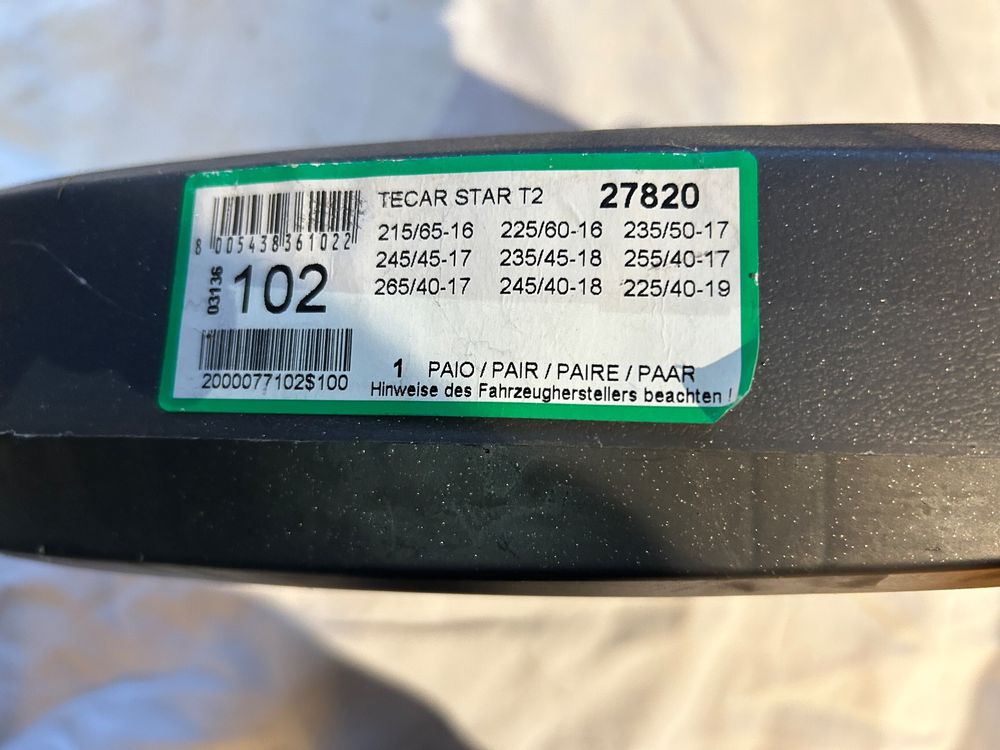 TECAR STAR T2 27820
8 005438 361022
215/65-16 225/60-16 235/50-17
245/45-17 235/45-18 255/40-17
265/40-17 245/40-18 225/40-19
03136
102
2000077102$100
1 PAIO / PAIR / PAIRE / PAAR
Hinweise des Fahrzeugherstellers beachten !